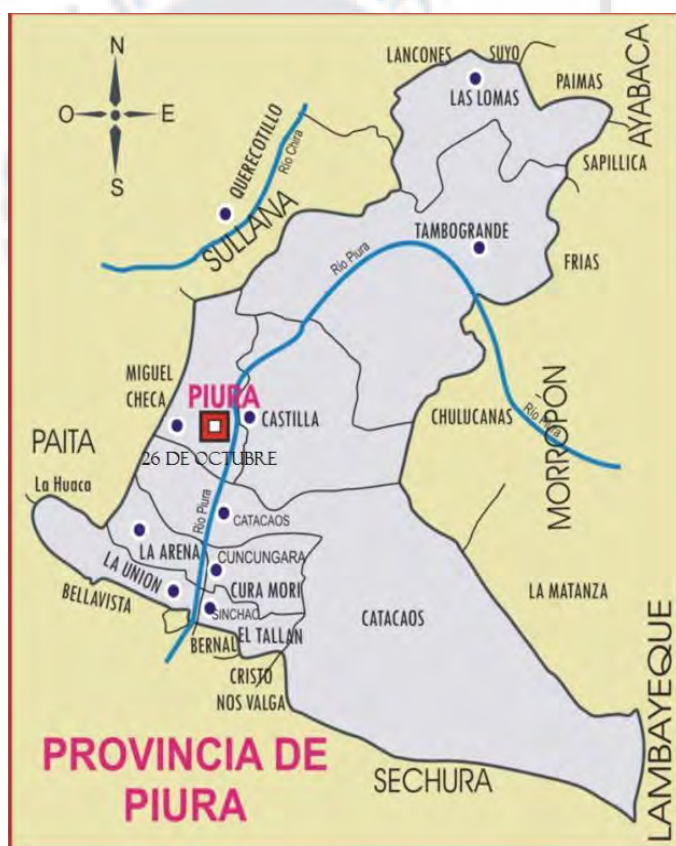 N
O
E
S
LANCONES
SUYO
LAS LOMAS
PAIMAS
AYABACA
SAPILLICA
QUERECOTILLO
Río Chira
SULLANA
TAMBOGRANDE
FRIAS
Río Piura
MIGUEL
CHECA
PIURA
CASTILLA
CHULUCANAS
Río Piura
MORROPON
PAITA
26 DE OCTUBRE
La Huaca
Río Piura
CATACAOS
LA ARENA
CUNCUNGARA
LA UNION
CURA MORI
BELLAVISTA
SINCHAO
EL TALLAN
CATACAOS
LA MATANZA
BERNAL
CRISTO
NOS VALGA
LAMBAYEQUE
PROVINCIA DE
PIURA
SECHURA